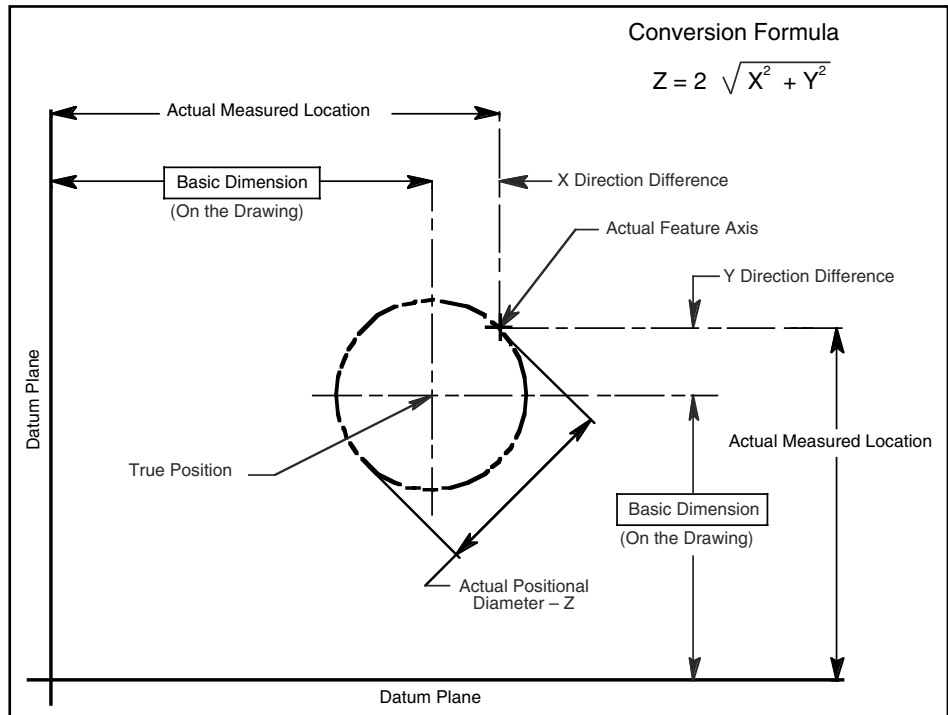 Conversion Formula
Z = 2 √X² + Y²
Actual Measured Location
Basic Dimension
(On the Drawing)
X Direction Difference
Actual Feature Axis
Y Direction Difference
Datum Plane
True Position
Actual Measured Location
Basic Dimension
(On the Drawing)
Actual Positional
Diameter – Z
Datum Plane